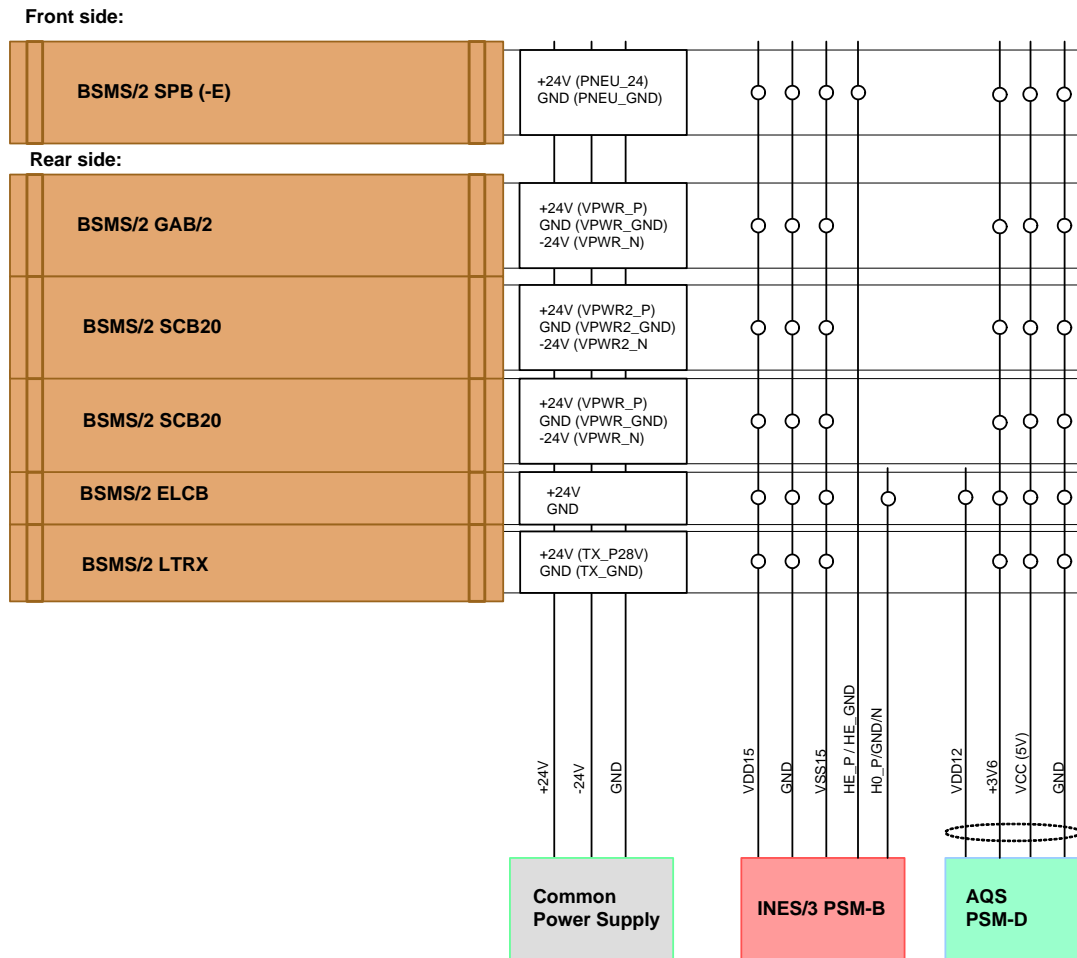 Front side:
BSMS/2 SPB (-E)
+24V (PNEU_24)
GND (PNEU_GND)
Rear side:
BSMS/2 GAB/2
+24V (VPWR_P)
GND (VPWR_GND)
-24V (VPWR_N)
BSMS/2 SCB20
+24V (VPWR2_P)
GND (VPWR2_GND)
-24V (VPWR2_N
BSMS/2 SCB20
+24V (VPWR_P)
GND (VPWR_GND)
-24V (VPWR_N)
BSMS/2 ELCB
+24V
GND
BSMS/2 LTRX
+24V (TX_P28V)
GND (TX_GND)
+24V
-24V
GND
VDD15
GND
VSS15
HE_P / HE_GND
H0_P/GND/N
VDD12
+3V6
VCC (5V)
GND
Common
Power Supply
INES/3 PSM-B
AQS
PSM-D